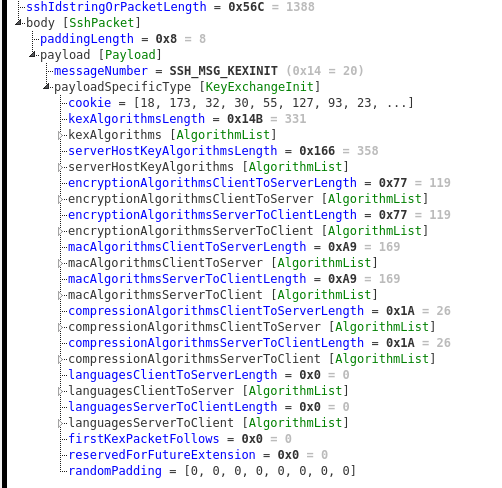 sshIdstringOrPacketLength = 0x56C = 1388
body [SshPacket]
paddingLength = 0x8 = 8
payload [Payload]
messageNumber = SSH_MSG_KEXINIT (0x14 = 20)
payloadSpecificType [KeyExchangeInit]
cookie = [18, 173, 32, 30, 55, 127, 93, 23, ...]
kexAlgorithmsLength = 0x14B = 331
kexAlgorithms [AlgorithmList]
serverHostKeyAlgorithmsLength = 0x166 = 358
serverHostKeyAlgorithms [AlgorithmList]
encryptionAlgorithmsClientToServerLength = 0x77 = 119
encryptionAlgorithmsClientToServer [AlgorithmList]
encryptionAlgorithmsServerToClientLength = 0x77 = 119
encryptionAlgorithmsServerToClient [AlgorithmList]
macAlgorithmsClientToServerLength = 0xA9 = 169
macAlgorithmsClientToServer [AlgorithmList]
macAlgorithmsServerToClientLength = 0xA9 = 169
macAlgorithmsServerToClient [AlgorithmList]
compressionAlgorithmsClientToServerLength = 0x1A = 26
compressionAlgorithmsClientToServer [AlgorithmList]
compressionAlgorithmsServerToClientLength = 0x1A = 26
compressionAlgorithmsServerToClient [AlgorithmList]
languagesClientToServerLength = 0x0 = 0
languagesClientToServer [AlgorithmList]
languagesServerToClientLength = 0x0 = 0
languagesServerToClient [AlgorithmList]
firstKexPacketFollows = 0x0 = 0
reservedForFutureExtension = 0x0 = 0
randomPadding = [0, 0, 0, 0, 0, 0, 0, 0]